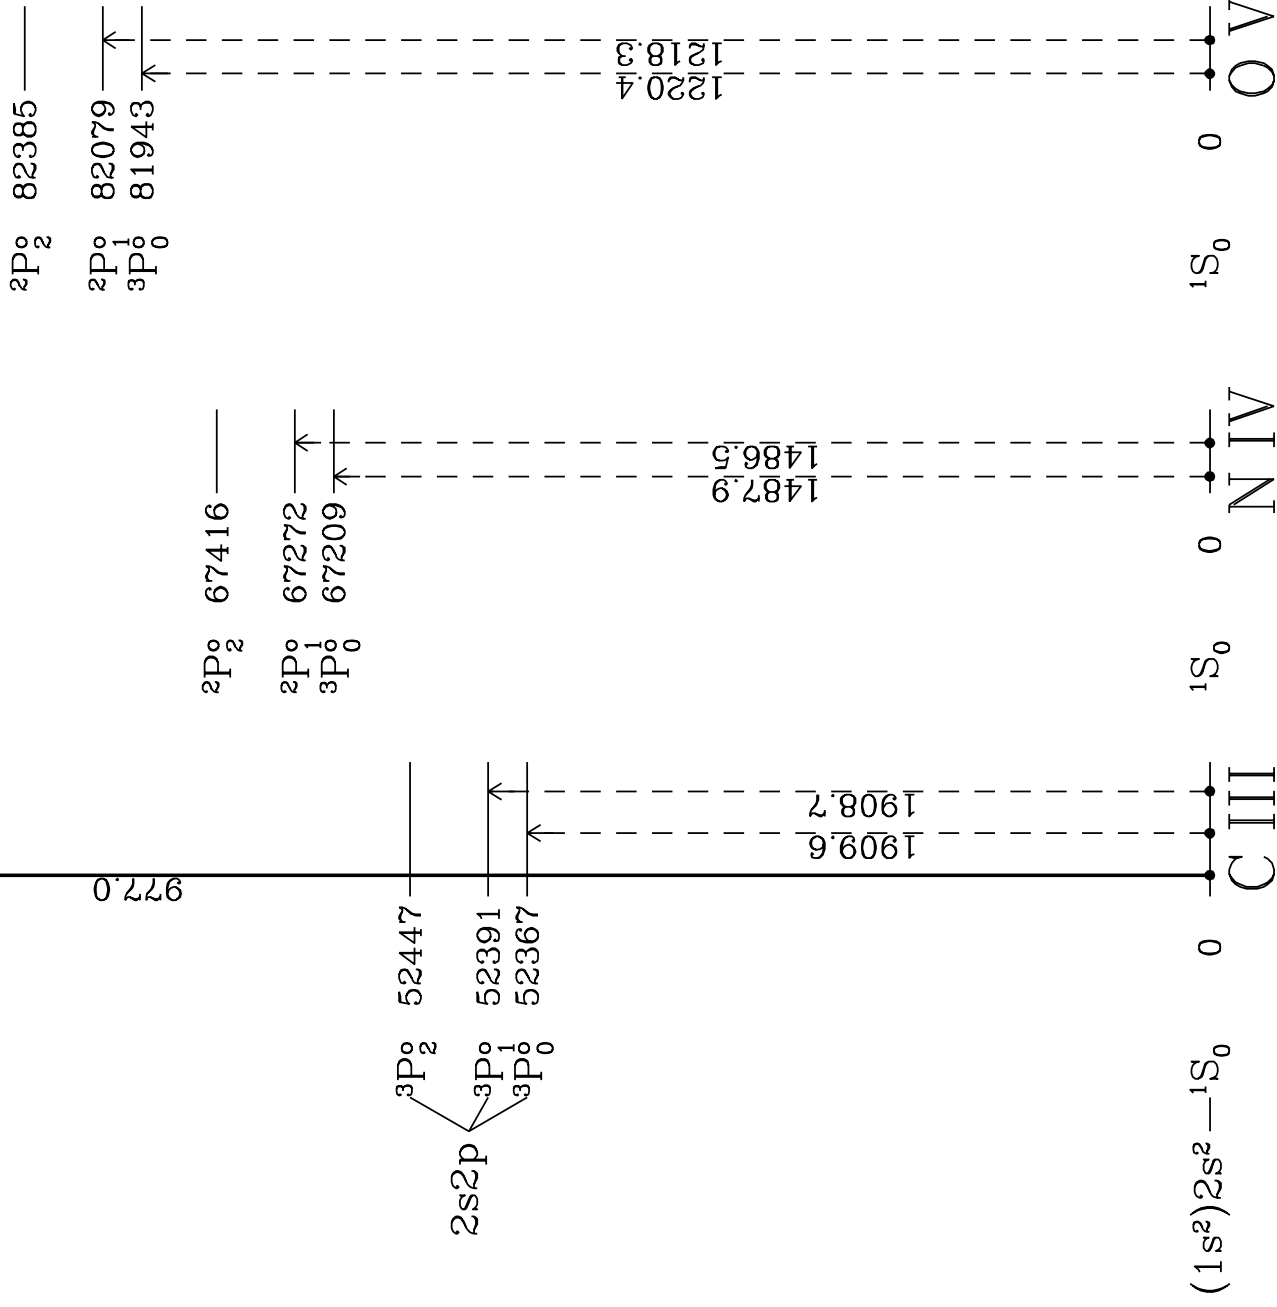 ²P°₂ 82385
²P°₁ 82079
³P°₀ 81943
1218.3
1220.4
¹S₀ 0
O V
²P°₂ 67416
²P°₁ 67272
³P°₀ 67209
1486.5
1487.9
¹S₀ 0
N IV
977.0
³P°₂ 52447
³P°₁ 52391
³P°₀ 52367
2s2p
1908.7
1909.6
(1s²)2s² — ¹S₀ 0
C III